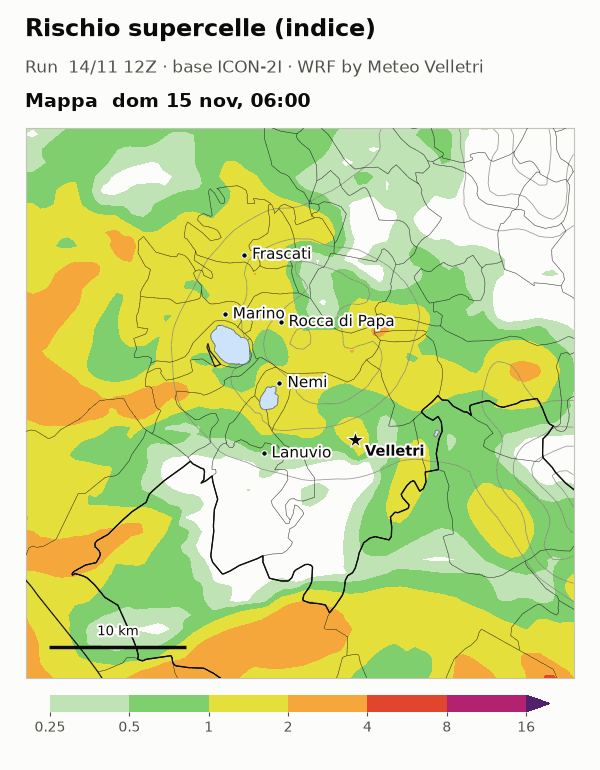 Rischio supercelle (indice)
Run  14/11 12Z · base ICON-2I · WRF by Meteo Velletri
Mappa  dom 15 nov, 06:00
Frascati
Marino
Rocca di Papa
Nemi
Velletri
Lanuvio
10 km
0.25 0.5 1 2 4 8 16